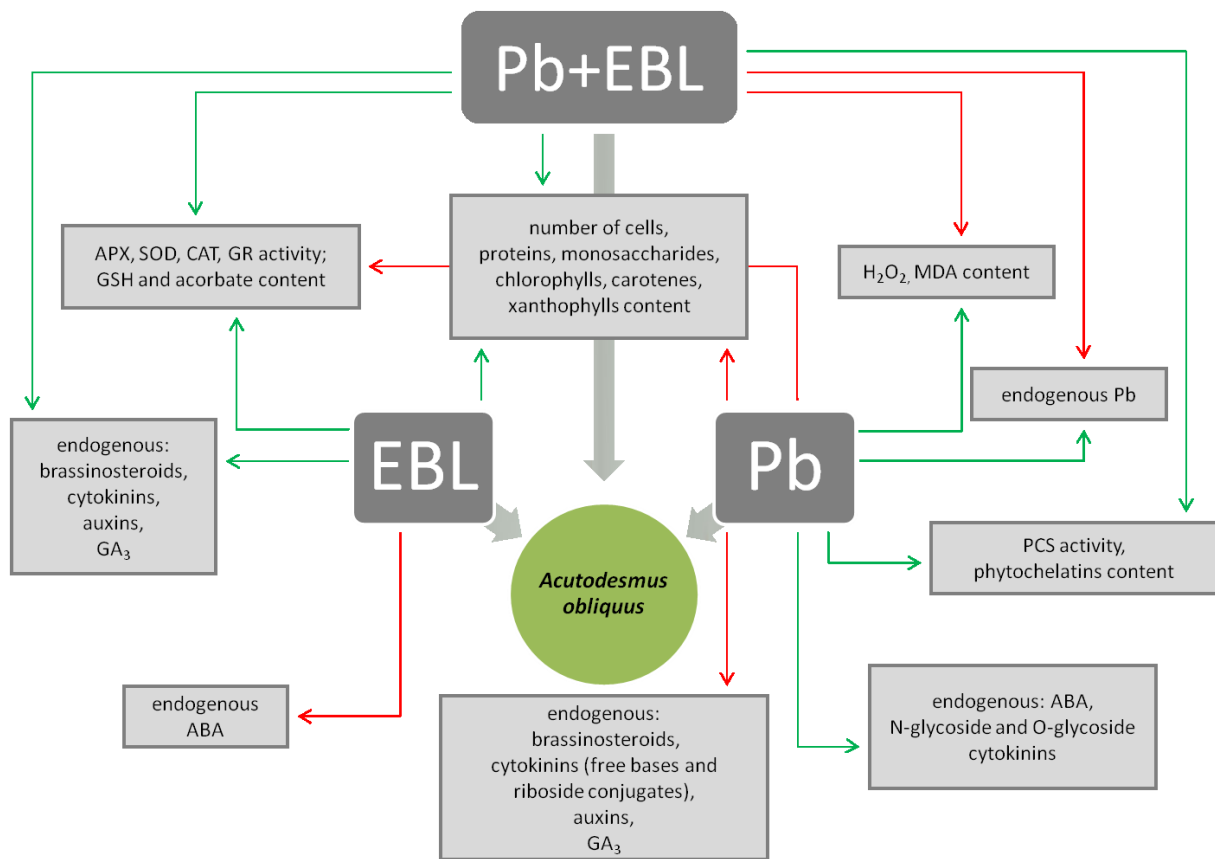 Pb+EBL
number of cells,
proteins, monosaccharides,
chlorophylls, carotenes,
xanthophylls content
APX, SOD, CAT, GR activity;
GSH and acorbate content
H₂O₂, MDA content
endogenous Pb
endogenous:
brassinosteroids,
cytokinins,
auxins,
GA₃
EBL
Pb
PCS activity,
phytochelatins content
Acutodesmus
obliquus
endogenous
ABA
endogenous:
brassinosteroids,
cytokinins (free bases and
riboside conjugates),
auxins,
GA₃
endogenous: ABA,
N-glycoside and O-glycoside
cytokinins